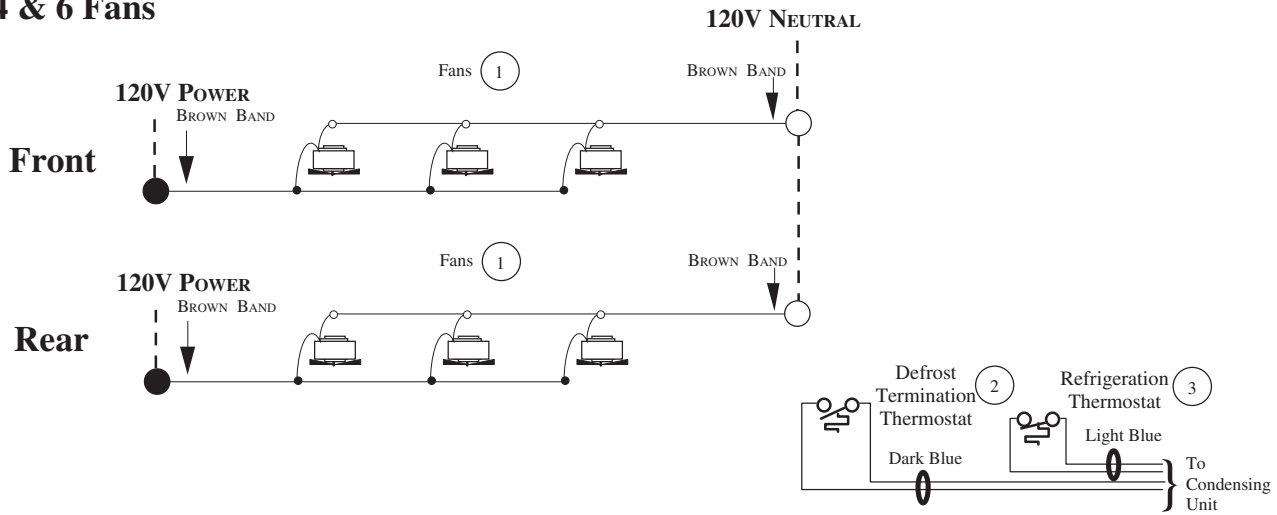 4 & 6 Fans
120V NEUTRAL
Fans 1
BROWN BAND
120V POWER
BROWN BAND
Front
Fans 1
BROWN BAND
120V POWER
BROWN BAND
Rear
Defrost
Termination
Thermostat
2
Refrigeration
Thermostat
3
Light Blue
Dark Blue
To
Condensing
Unit